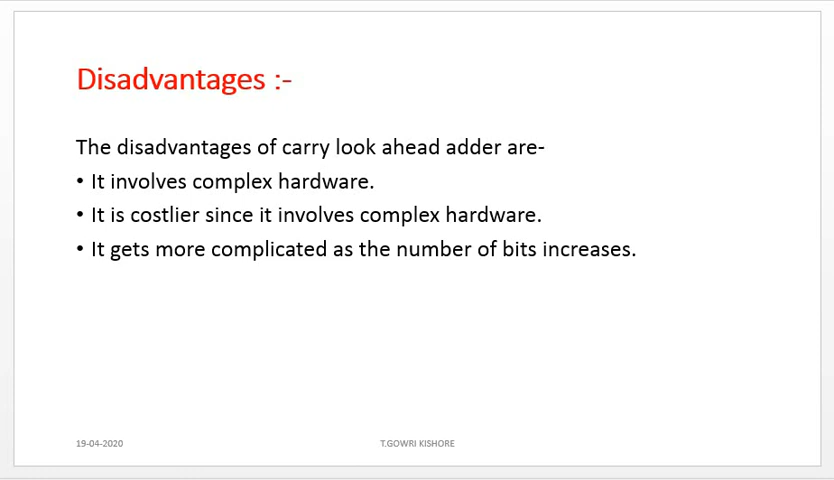 Disadvantages :-
The disadvantages of carry look ahead adder are-
• It involves complex hardware.
• It is costlier since it involves complex hardware.
• It gets more complicated as the number of bits increases.
19-04-2020
T.GOWRI KISHORE